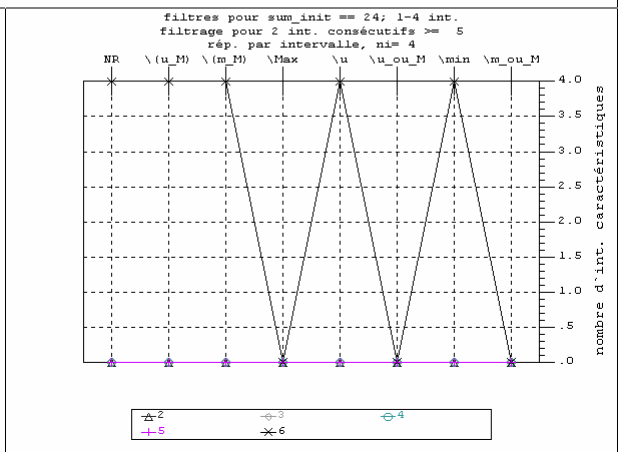 filtres pour sum_init == 24; 1-4 int.
filtrage pour 2 int. consécutifs >= 5
rép. par intervalle, ni= 4
NR \(u_M) \(m_M) \Max \u \u_ou_M \min \m_ou_M
4.0
3.5
3.0
2.5
2.0
1.5
1.0
.5
.0
nombre d`int. caractéristiques
2 3 4
5 6